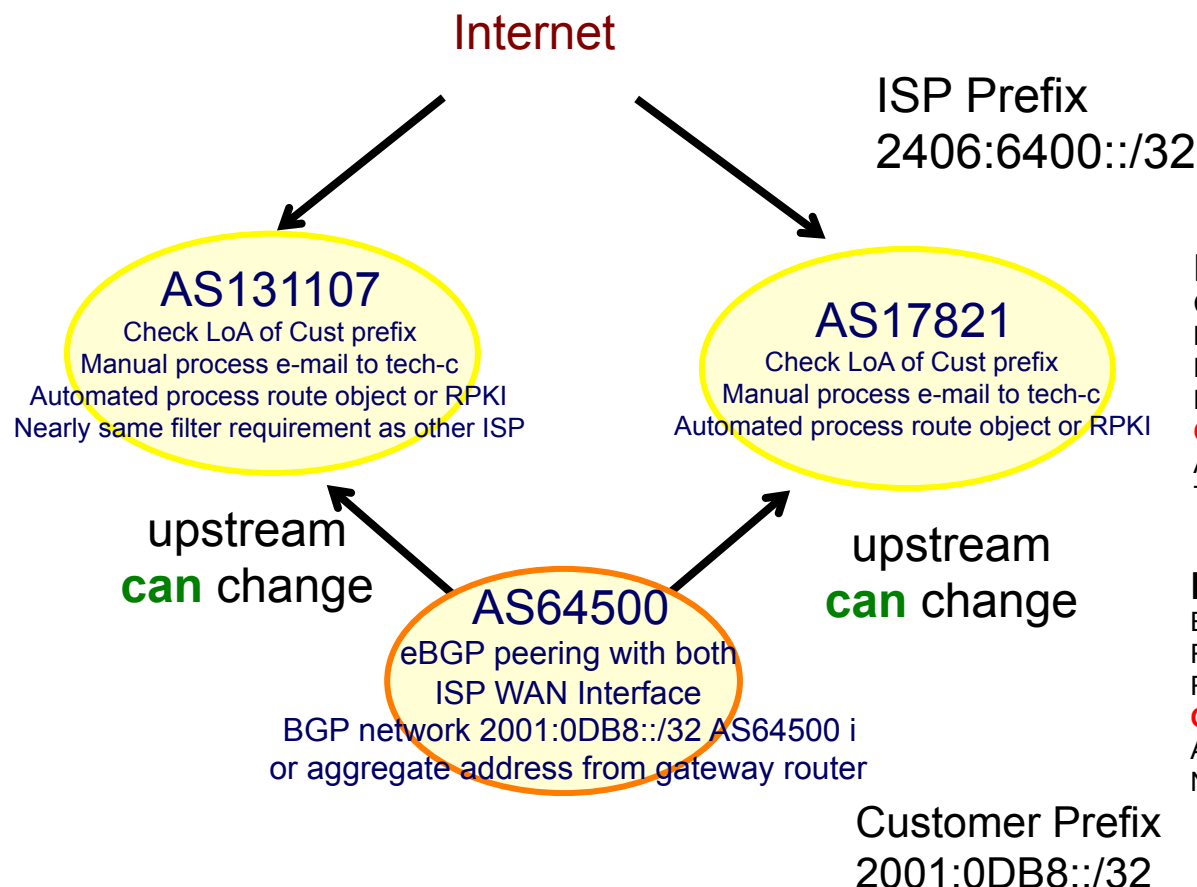 Internet
ISP Prefix
2406:6400::/32
AS131107
Check LoA of Cust prefix
Manual process e-mail to tech-c
Automated process route object or RPKI
Nearly same filter requirement as other ISP
AS17821
Check LoA of Cust prefix
Manual process e-mail to tech-c
Automated process route object or RPKI
upstream
can change
upstream
can change
AS64500
eBGP peering with both
ISP WAN Interface
BGP network 2001:0DB8::/32 AS64500 i
or aggregate address from gateway router
Customer Prefix
2001:0DB8::/32